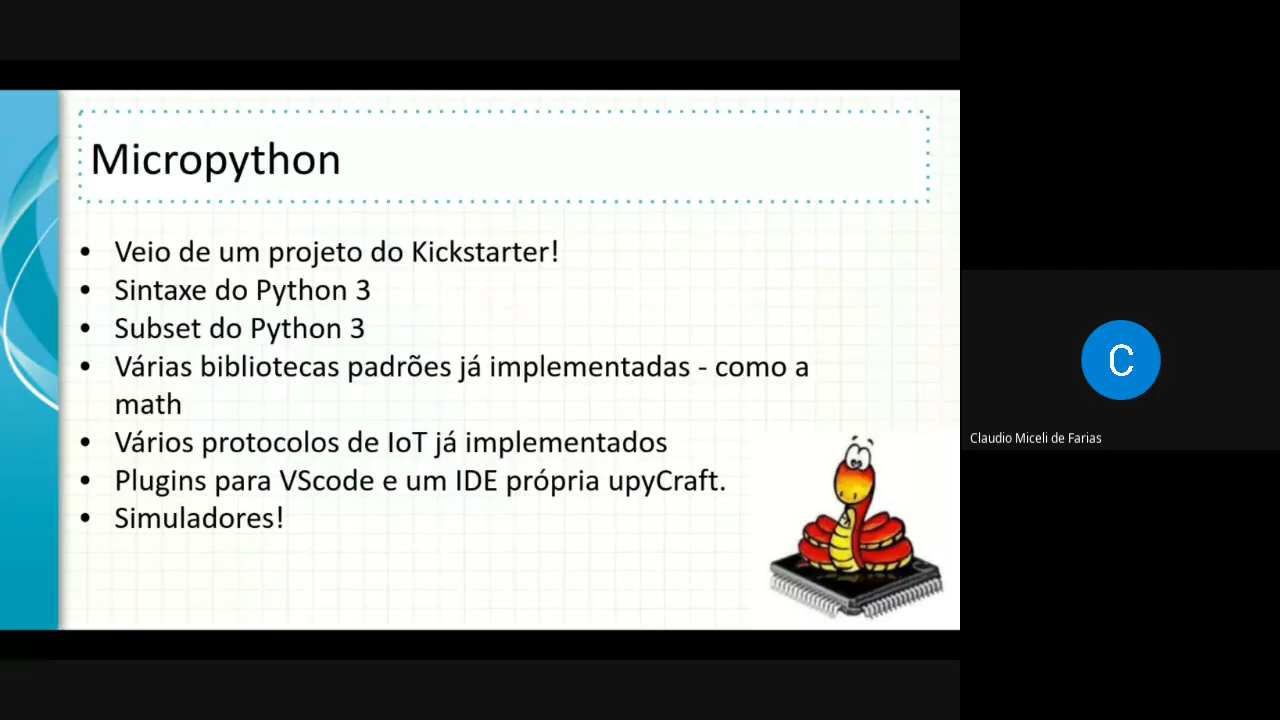 Micropython
• Veio de um projeto do Kickstarter!
• Sintaxe do Python 3
• Subset do Python 3
• Várias bibliotecas padrões já implementadas - como a
math
• Vários protocolos de IoT já implementados
• Plugins para VScode e um IDE própria upyCraft.
• Simuladores!
C
Claudio Miceli de Farias